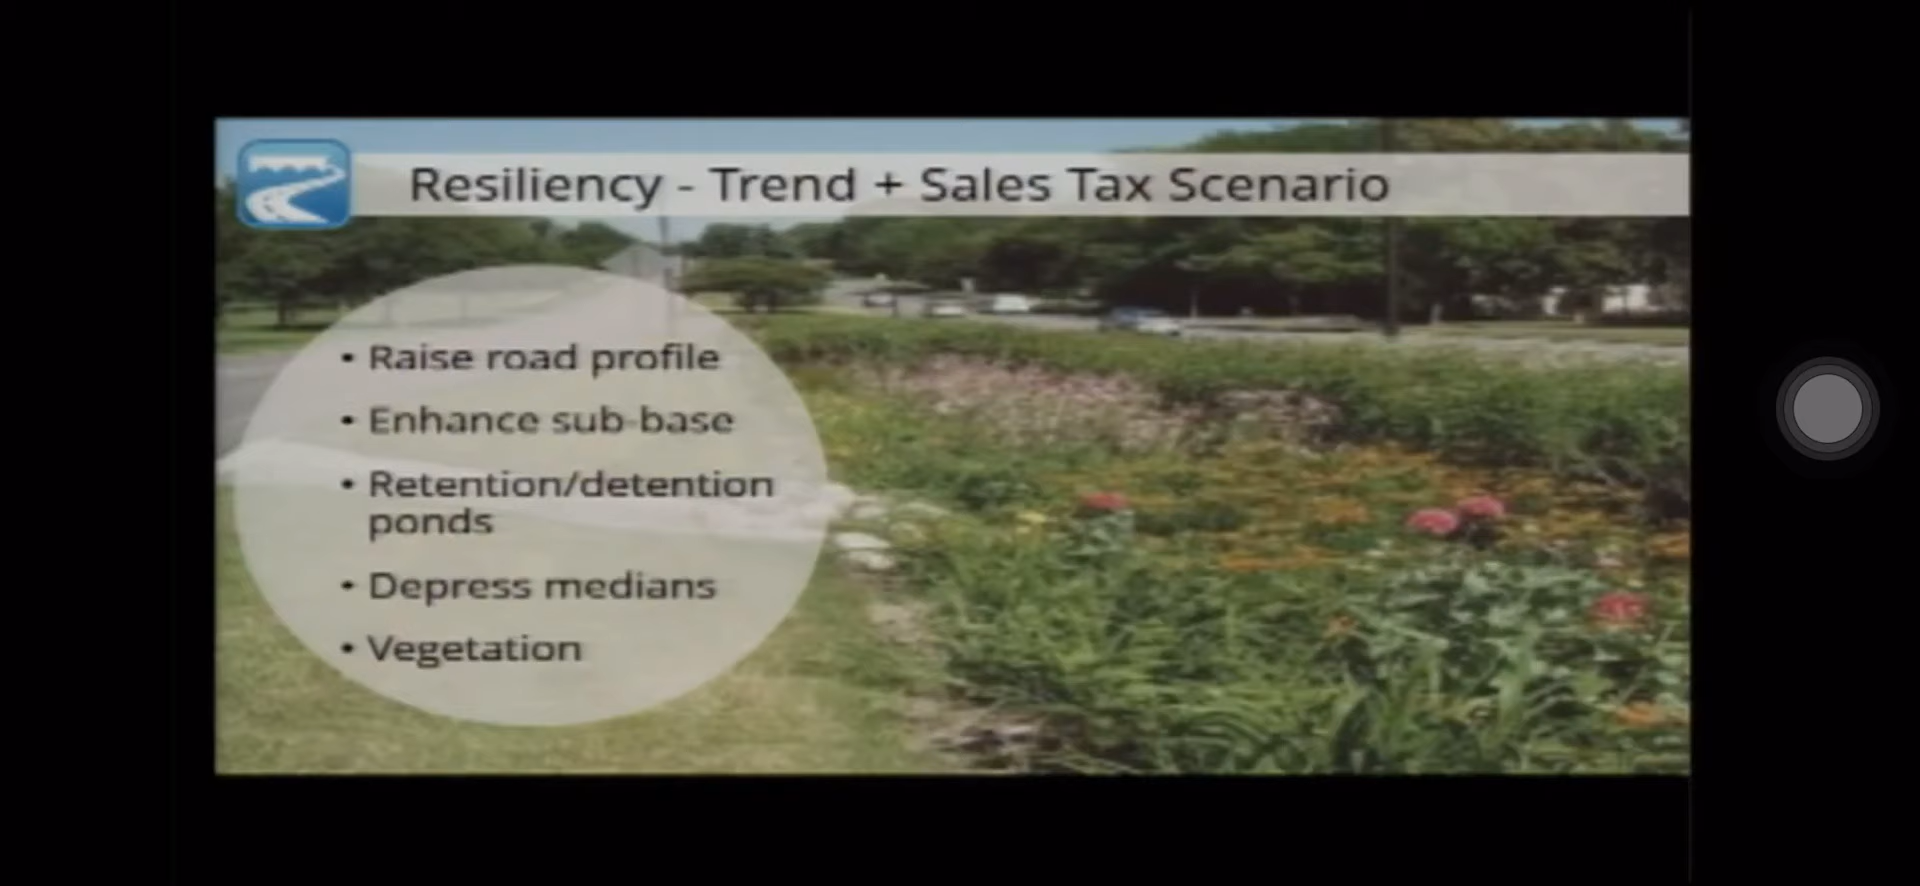 Resiliency - Trend + Sales Tax Scenario
• Raise road profile
• Enhance sub-base
• Retention/detention
ponds
• Depress medians
• Vegetation